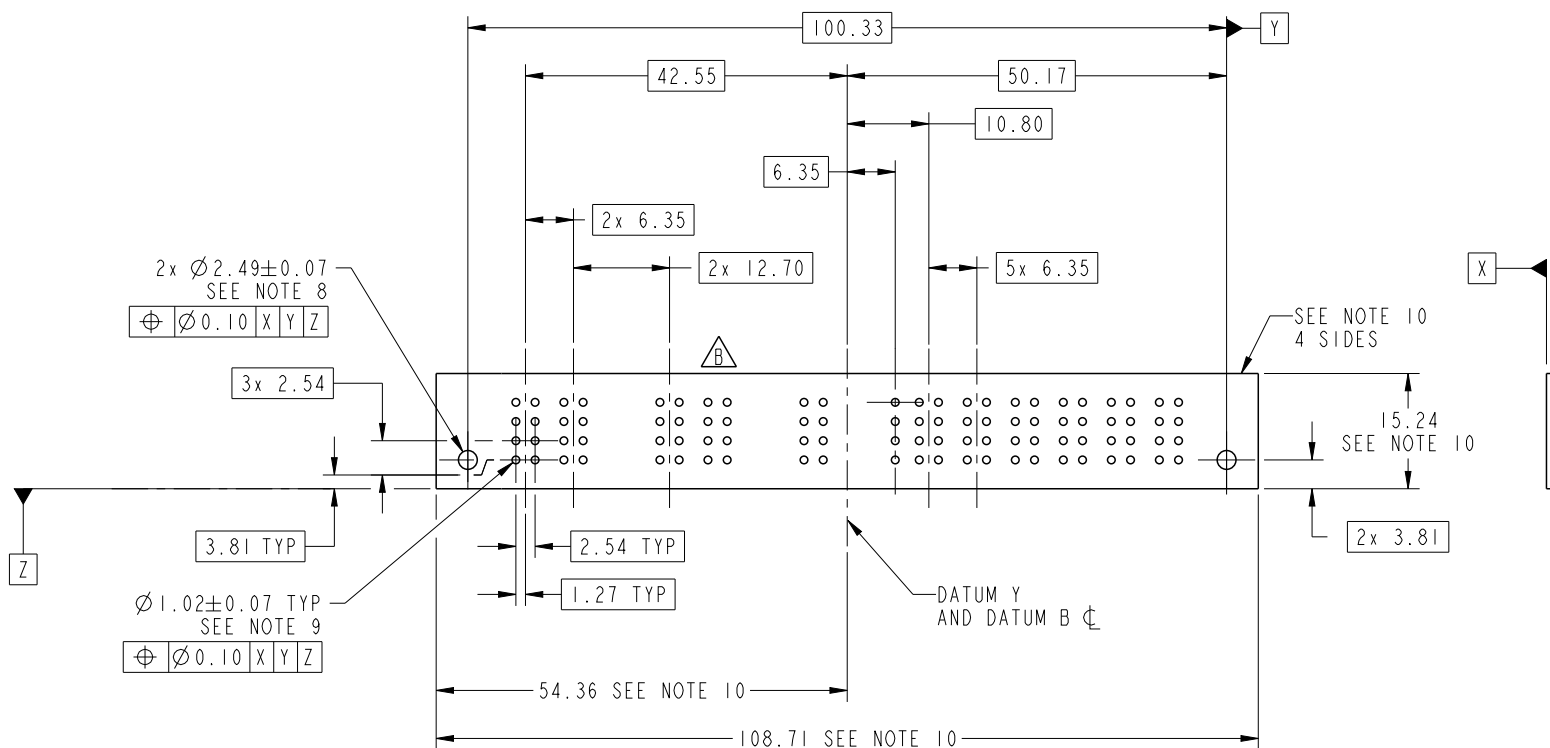 100.33
Y
42.55
50.17
10.80
6.35
2x 6.35
2x Ø2.49±0.07
SEE NOTE 8
⌖ Ø0.10 X Y Z
2x 12.70
5x 6.35
X
SEE NOTE 10
4 SIDES
B
3x 2.54
15.24
SEE NOTE 10
3.81 TYP
2.54 TYP
2x 3.81
Z
1.27 TYP
Ø1.02±0.07 TYP
SEE NOTE 9
⌖ Ø0.10 X Y Z
DATUM Y
AND DATUM B ℄
54.36 SEE NOTE 10
108.71 SEE NOTE 10